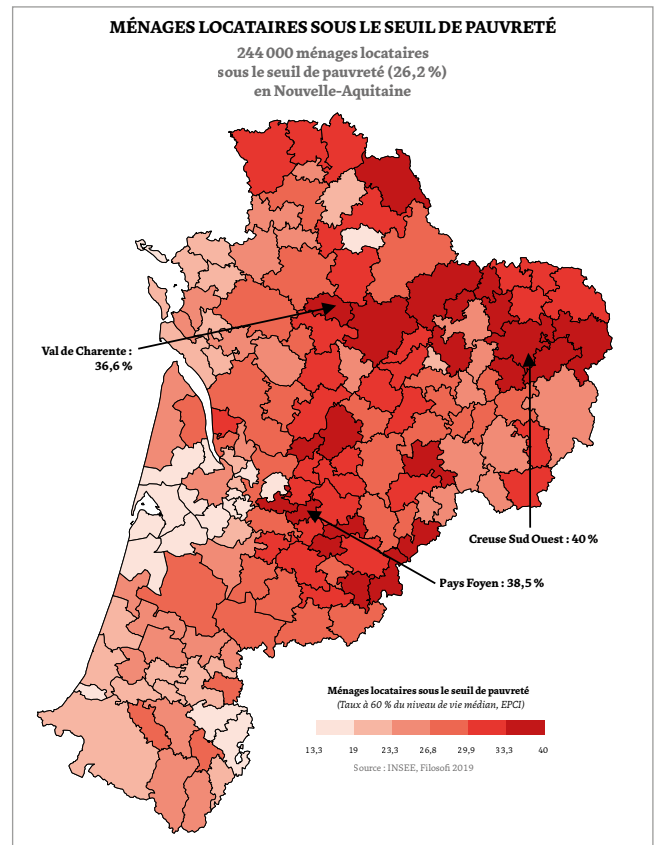 MÉNAGES LOCATAIRES SOUS LE SEUIL DE PAUVRETÉ
244 000 ménages locataires
sous le seuil de pauvreté (26,2 %)
en Nouvelle-Aquitaine
Val de Charente :
36,6 %
Creuse Sud Ouest : 40 %
Pays Foyen : 38,5 %
Ménages locataires sous le seuil de pauvreté
(Taux à 60 % du niveau de vie médian, EPCI)
13,3 19 23,3 26,8 29,9 33,3 40
Source : INSEE, Filosofi 2019